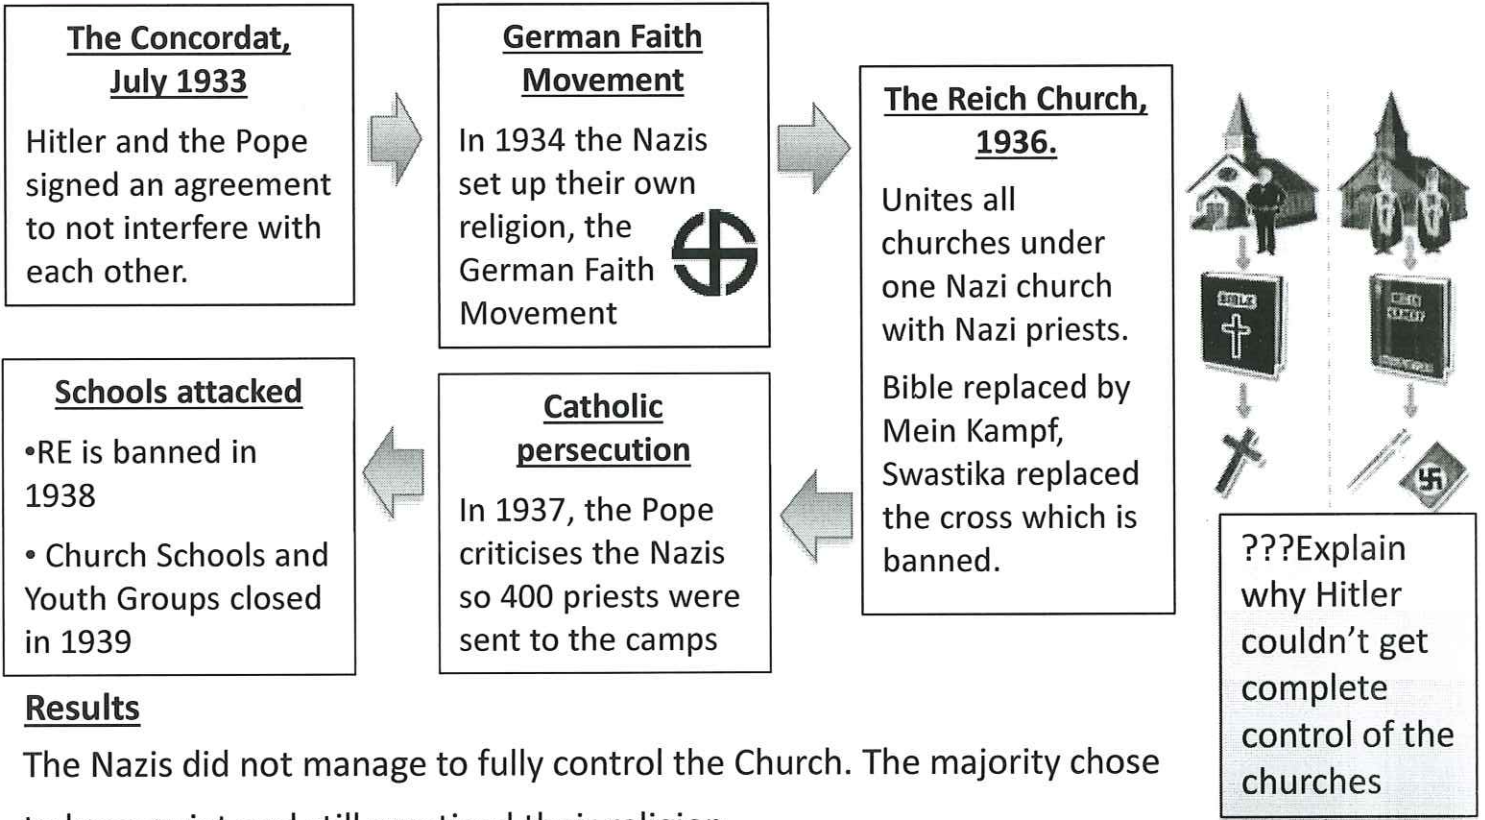 The Concordat,
July 1933
Hitler and the Pope
signed an agreement
to not interfere with
each other.
German Faith
Movement
In 1934 the Nazis
set up their own
religion, the
German Faith
Movement
The Reich Church,
1936.
Unites all
churches under
one Nazi church
with Nazi priests.
Bible replaced by
Mein Kampf,
Swastika replaced
the cross which is
banned.
BIBLE
MEIN
KAMPF
Catholic
persecution
In 1937, the Pope
criticises the Nazis
so 400 priests were
sent to the camps
Schools attacked
•RE is banned in
1938
• Church Schools and
Youth Groups closed
in 1939
???Explain
why Hitler
couldn't get
complete
control of the
churches
Results
The Nazis did not manage to fully control the Church. The majority chose